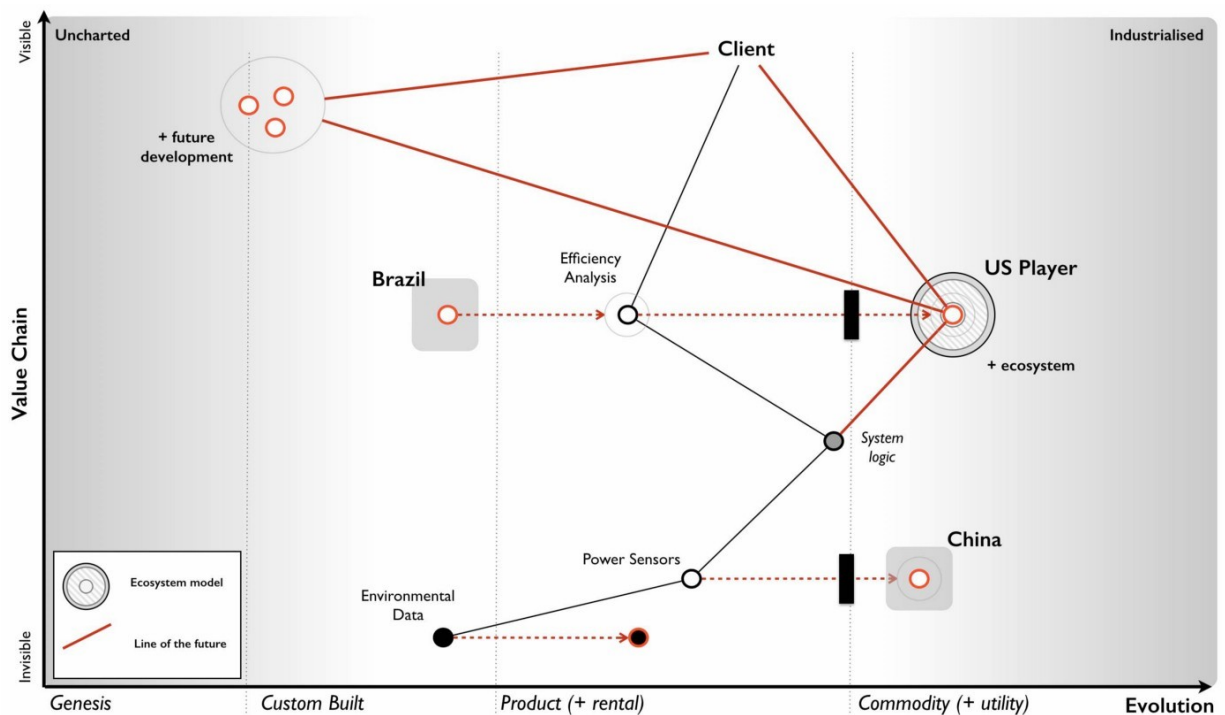 Uncharted
Industrialised
Client
+ future
development
Efficiency
Analysis
Brazil
US Player
+ ecosystem
System
logic
China
Power Sensors
Environmental
Data
Ecosystem model
Line of the future
Visible
Value Chain
Invisible
Genesis
Custom Built
Product (+ rental)
Commodity (+ utility)
Evolution